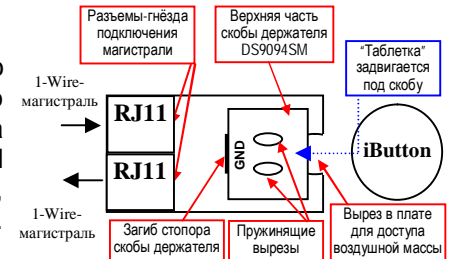 Разъемы-гнёзда
подключения
магистрали
Верхняя часть
скобы держателя
DS9094SM
“Таблетка”
задвигается
под скобу
1-Wire-
магистраль
RJ11
RJ11
GND
iButton
1-Wire-
магистраль
Загиб стопора
скобы держателя
Пружинящие
вырезы
Вырез в плате
для доступа
воздушной массы